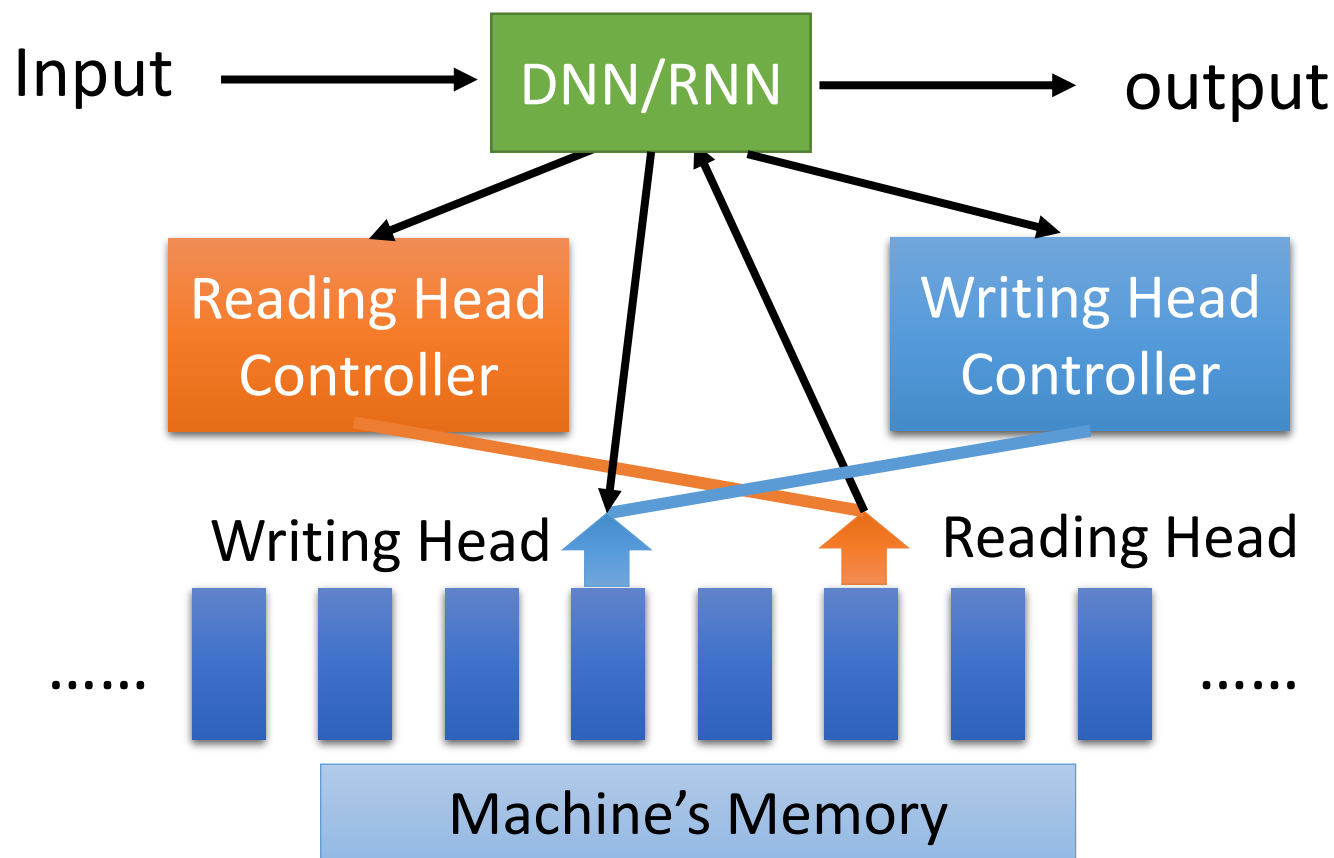 Input
DNN/RNN
output
Reading Head
Controller
Writing Head
Controller
Writing Head
Reading Head
……
……
Machine’s Memory